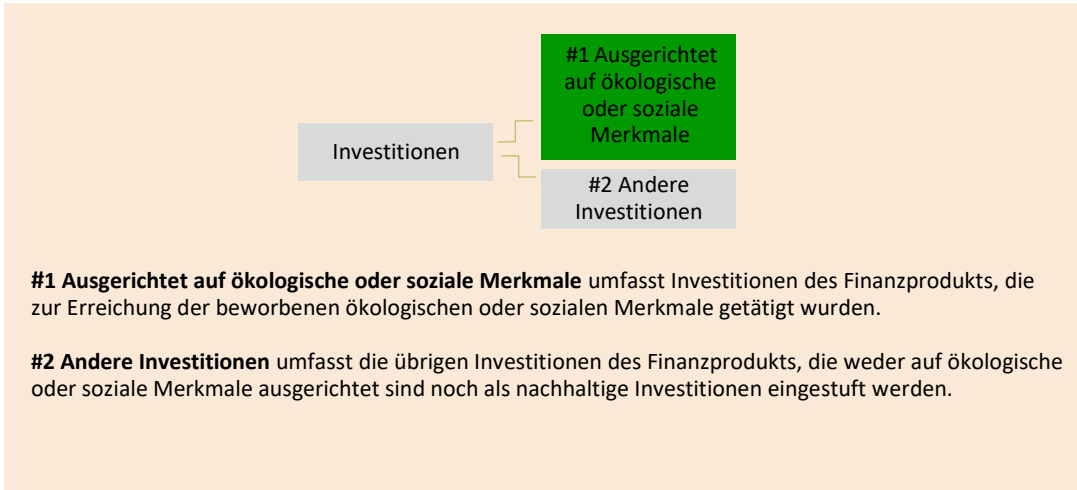 #1 Ausgerichtet
auf ökologische
oder soziale
Merkmale
Investitionen
#2 Andere
Investitionen
#1 Ausgerichtet auf ökologische oder soziale Merkmale umfasst Investitionen des Finanzprodukts, die
zur Erreichung der beworbenen ökologischen oder sozialen Merkmale getätigt wurden.
#2 Andere Investitionen umfasst die übrigen Investitionen des Finanzprodukts, die weder auf ökologische
oder soziale Merkmale ausgerichtet sind noch als nachhaltige Investitionen eingestuft werden.